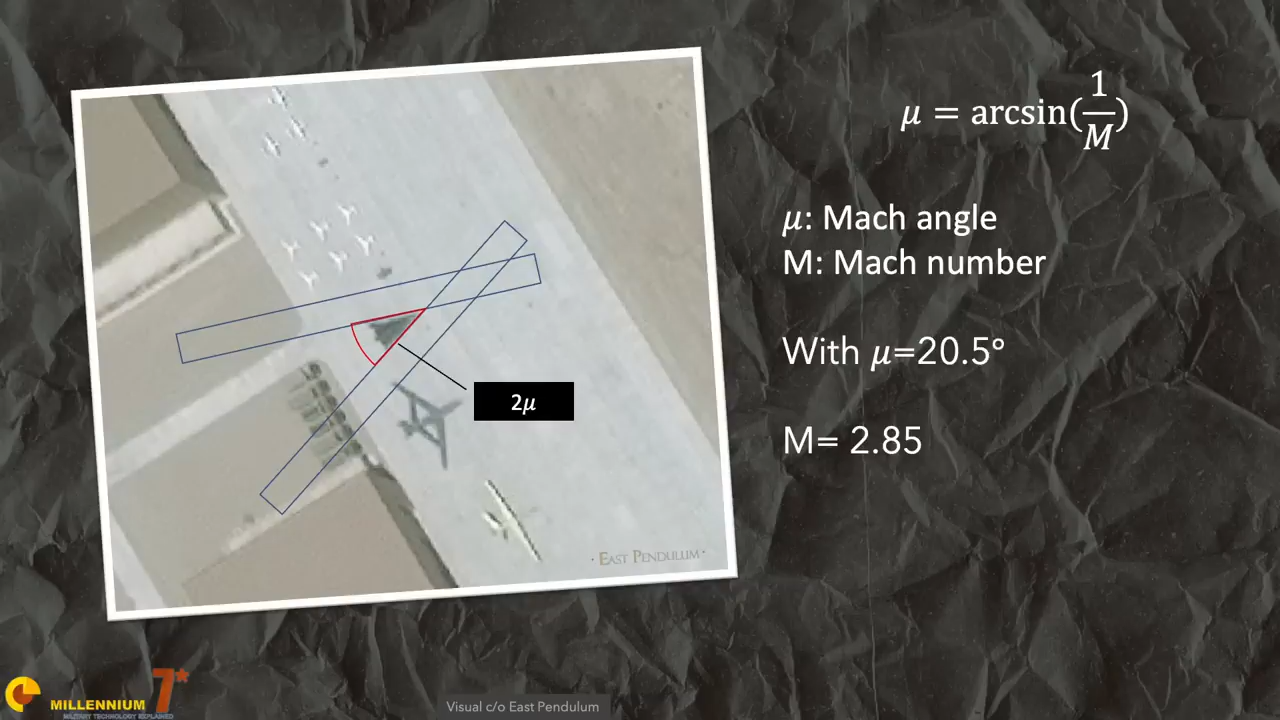 μ = arcsin(1/M)
μ: Mach angle
M: Mach number
With μ=20.5°
M= 2.85
2μ
· EAST PENDULUM ·
MILLENNIUM 7*
MILITARY TECHNOLOGY EXPLAINED
Visual c/o East Pendulum